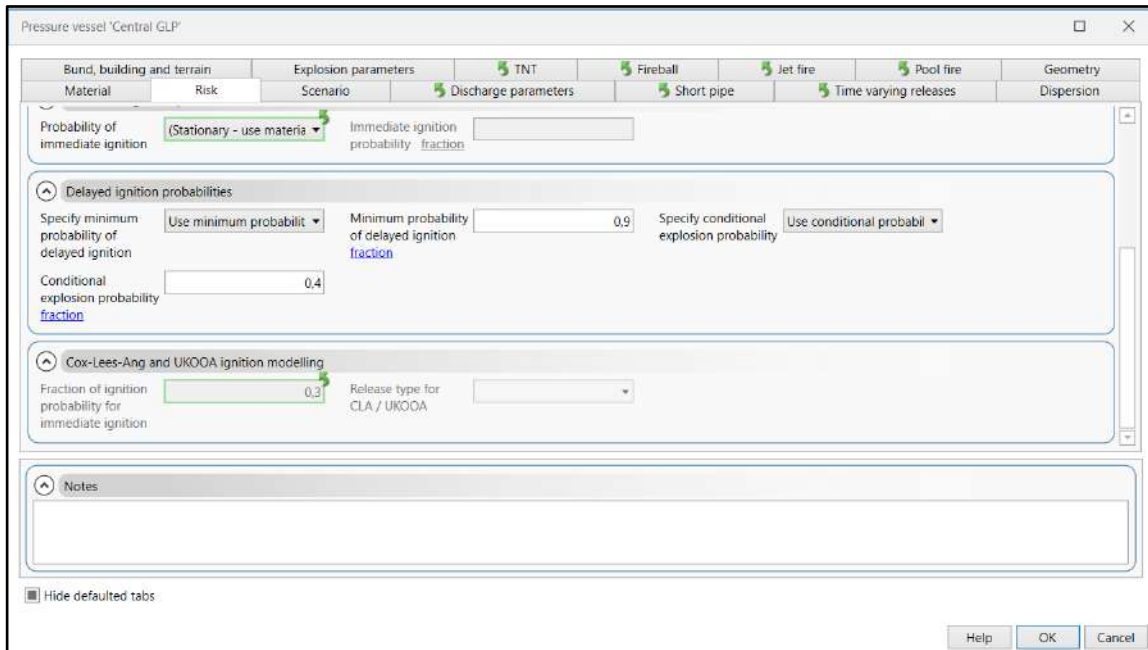 Pressure vessel 'Central GLP'
Bund, building and terrain Explosion parameters TNT Fireball Jet fire Pool fire Geometry
Material Risk Scenario Discharge parameters Short pipe Time varying releases Dispersion
Probability of (Stationary - use materia Immediate ignition
immediate ignition probability fraction
Delayed ignition probabilities
Specify minimum Use minimum probabilit Minimum probability 0,9 Specify conditional Use conditional probabil
probability of of delayed ignition explosion probability
delayed ignition fraction
Conditional 0,4
explosion probability
fraction
Cox-Lees-Ang and UKOOA ignition modelling
Fraction of ignition 0,3 Release type for
probability for CLA / UKOOA
immediate ignition
Notes
Hide defaulted tabs
Help OK Cancel